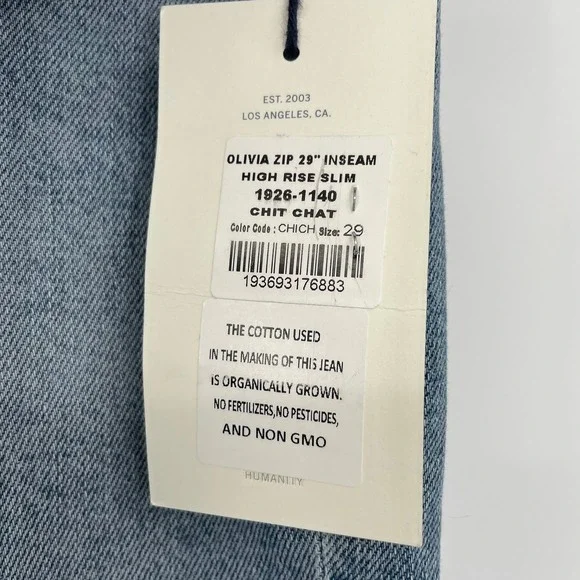 EST. 2003
LOS ANGELES, CA.
OLIVIA ZIP 29" INSEAM
HIGH RISE SLIM
1926-1140
CHIT CHAT
Color Code : CHICH Size: 29
193693176883
THE COTTON USED
IN THE MAKING OF THIS JEAN
IS ORGANICALLY GROWN.
NO FERTILIZERS,NO PESTICIDES,
AND NON GMO
HUMANITY